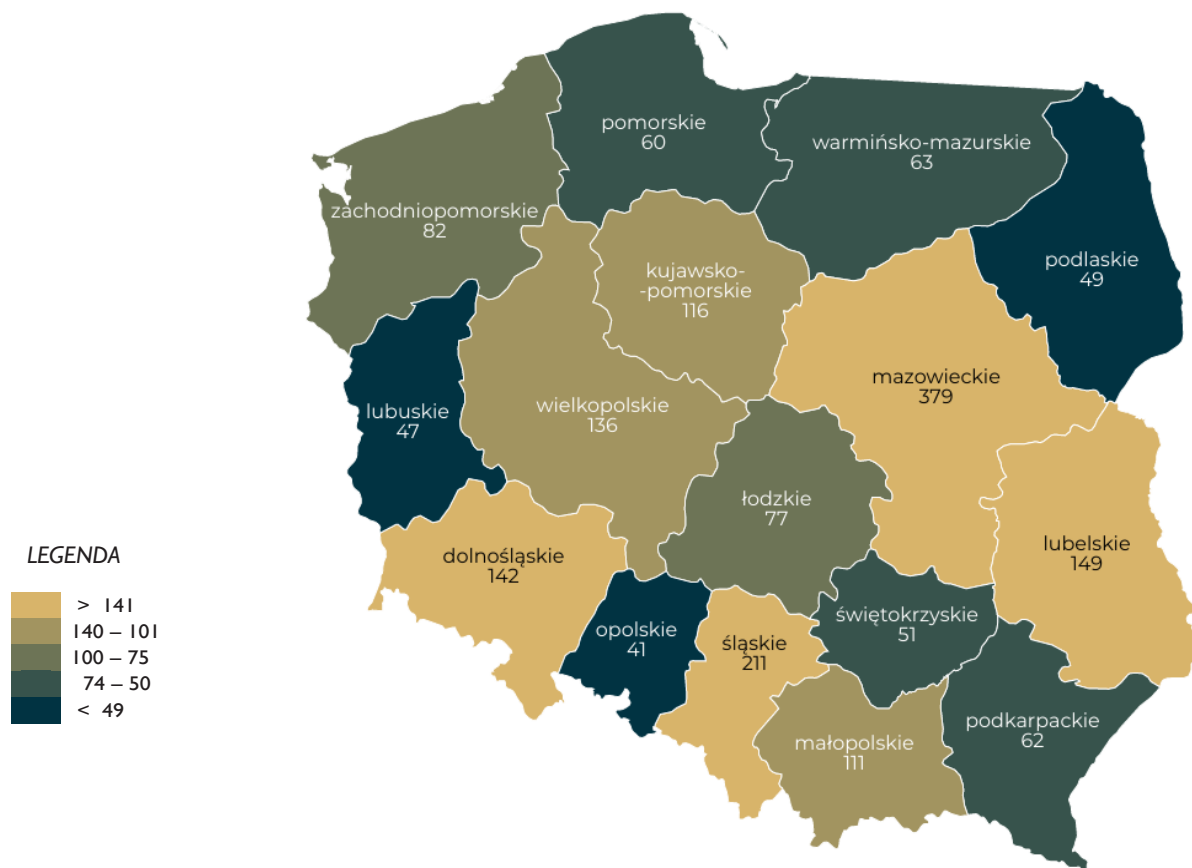 pomorskie
60
warmińsko-mazurskie
63
zachodniopomorskie
82
podlaskie
49
kujawsko-
-pomorskie
116
mazowieckie
379
lubuskie
47
wielkopolskie
136
łodzkie
77
lubelskie
149
dolnośląskie
142
opolskie
41
śląskie
211
świętokrzyskie
51
małopolskie
111
podkarpackie
62
LEGENDA
> 141
140 – 101
100 – 75
74 – 50
< 49